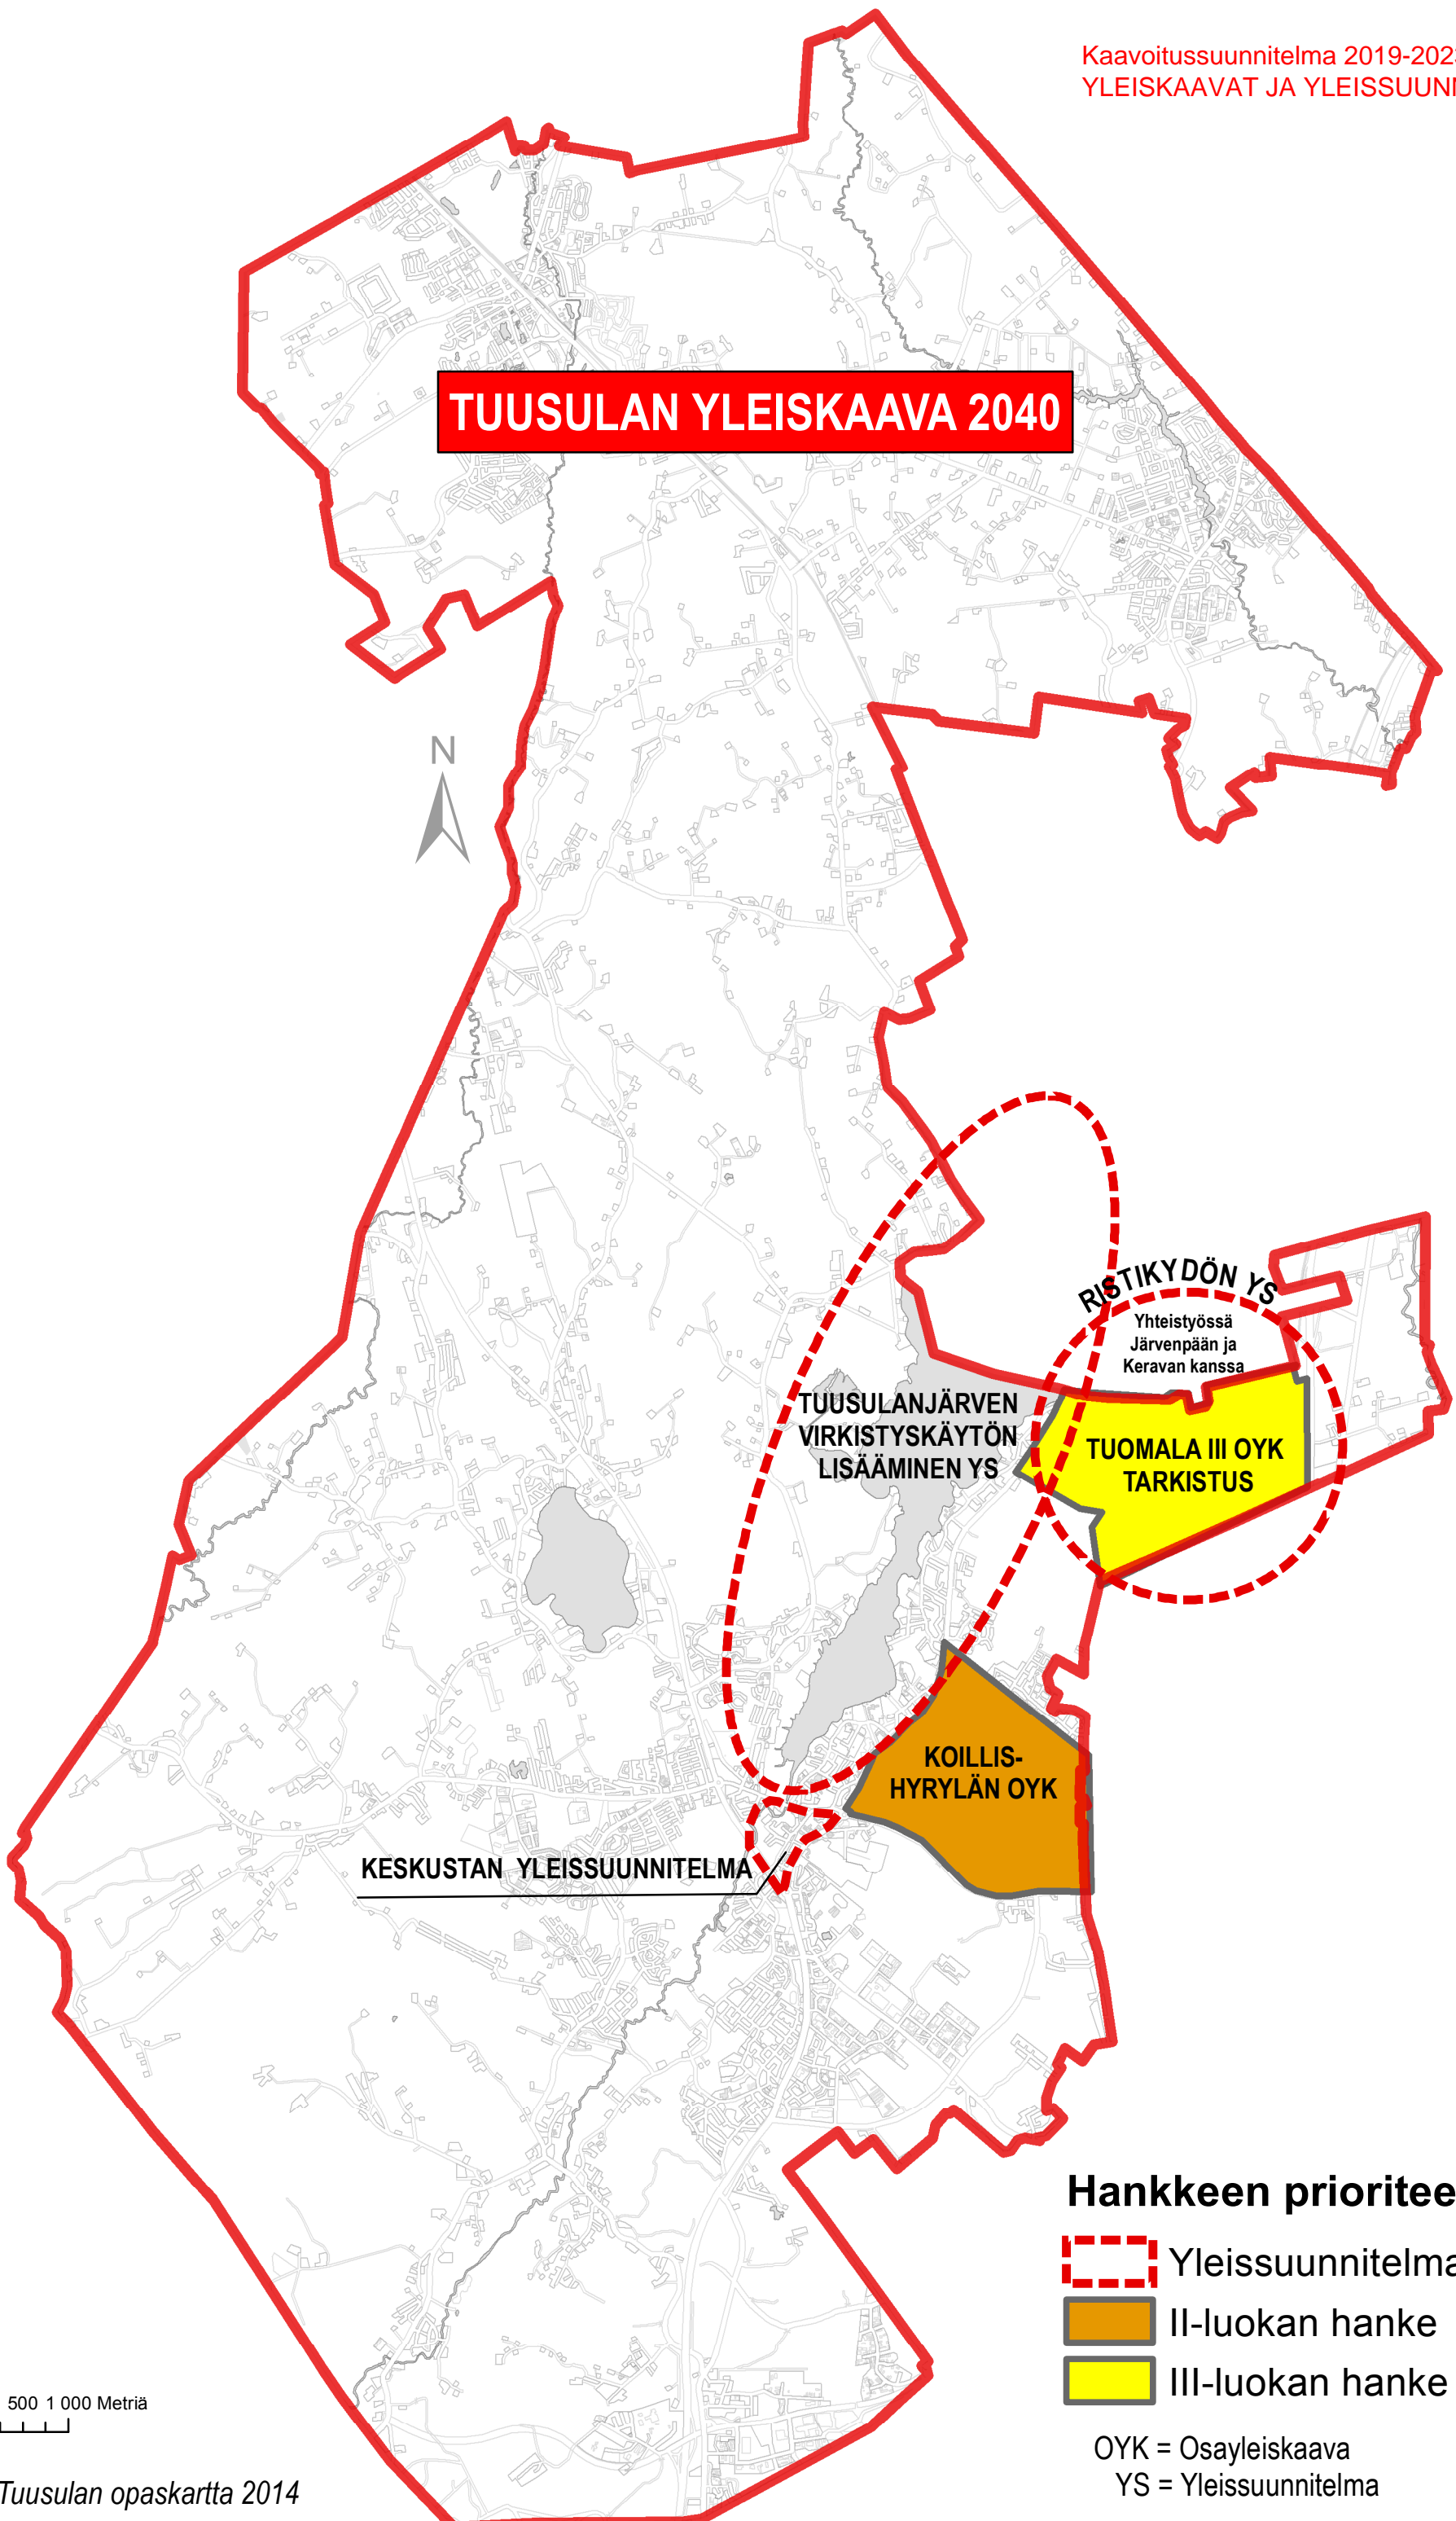 Kaavoitussuunnitelma 2019-202
YLEISKAAVAT JA YLEISSUUN
TUUSULAN YLEISKAAVA 2040
N
RISTIKYDÖN YS
Yhteistyössä
Järvenpään ja
Keravan kanssa
TUUSULANJÄRVEN
VIRKISTYSKÄYTÖN
LISÄÄMINEN YS
TUOMALA III OYK
TARKISTUS
KOILLIS-
HYRYLÄN OYK
KESKUSTAN YLEISSUUNNITELMA
Hankkeen prioritee
Yleissuunnitelma
II-luokan hanke
III-luokan hanke
OYK = Osayleiskaava
YS = Yleissuunnitelma
500 1 000 Metriä
Tuusulan opaskartta 2014